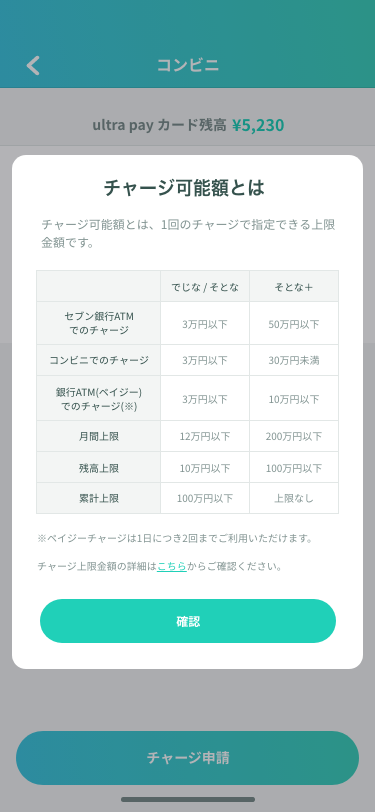 コンビニ
ultra pay カード残高 ¥5,230
チャージ可能額とは
チャージ可能額とは、1回のチャージで指定できる上限
金額です。
でじな / そとな そとな＋
セブン銀行ATM
でのチャージ 3万円以下 50万円以下
コンビニでのチャージ 3万円以下 30万円未満
銀行ATM(ペイジー)
でのチャージ(※) 3万円以下 10万円以下
月間上限 12万円以下 200万円以下
残高上限 10万円以下 100万円以下
累計上限 100万円以下 上限なし
※ペイジーチャージは1日につき2回までご利用いただけます。
チャージ上限金額の詳細はこちらからご確認ください。
確認
チャージ申請